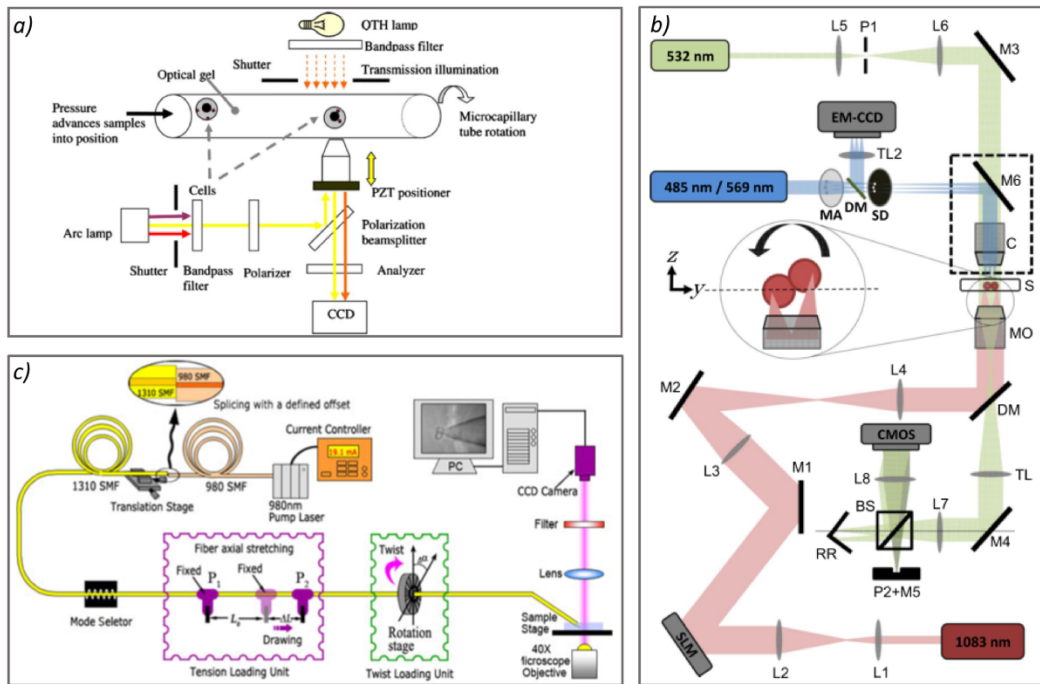 a)
QTH lamp
Bandpass filter
Shutter
Transmission illumination
Optical gel
Pressure
advances samples
into position
Microcapillary
tube rotation
PZT positioner
Cells
Polarization
beamsplitter
Arc lamp
Shutter
Bandpass
filter
Polarizer
Analyzer
CCD
b)
L5
P1
L6
M3
532 nm
EM-CCD
TL2
485 nm / 569 nm
MA
DM
SD
M6
C
z
y
S
MO
M2
L4
DM
CMOS
L3
M1
L8
TL
BS
L7
RR
M4
P2+M5
SLM
L2
L1
1083 nm
c)
980 SMF
1310 SMF
Splicing with a defined offset
Current Controller
19.1 mA
PC
CCD Camera
1310 SMF
980 SMF
Translation Stage
980nm
Pump Laser
Filter
Fiber axial stretching
Fixed
P1
Fixed
P2
Twist
Lens
Mode Seletor
Drawing
Rotation
stage
Sample
Stage
40X
Objective
Tension Loading Unit
Twist Loading Unit